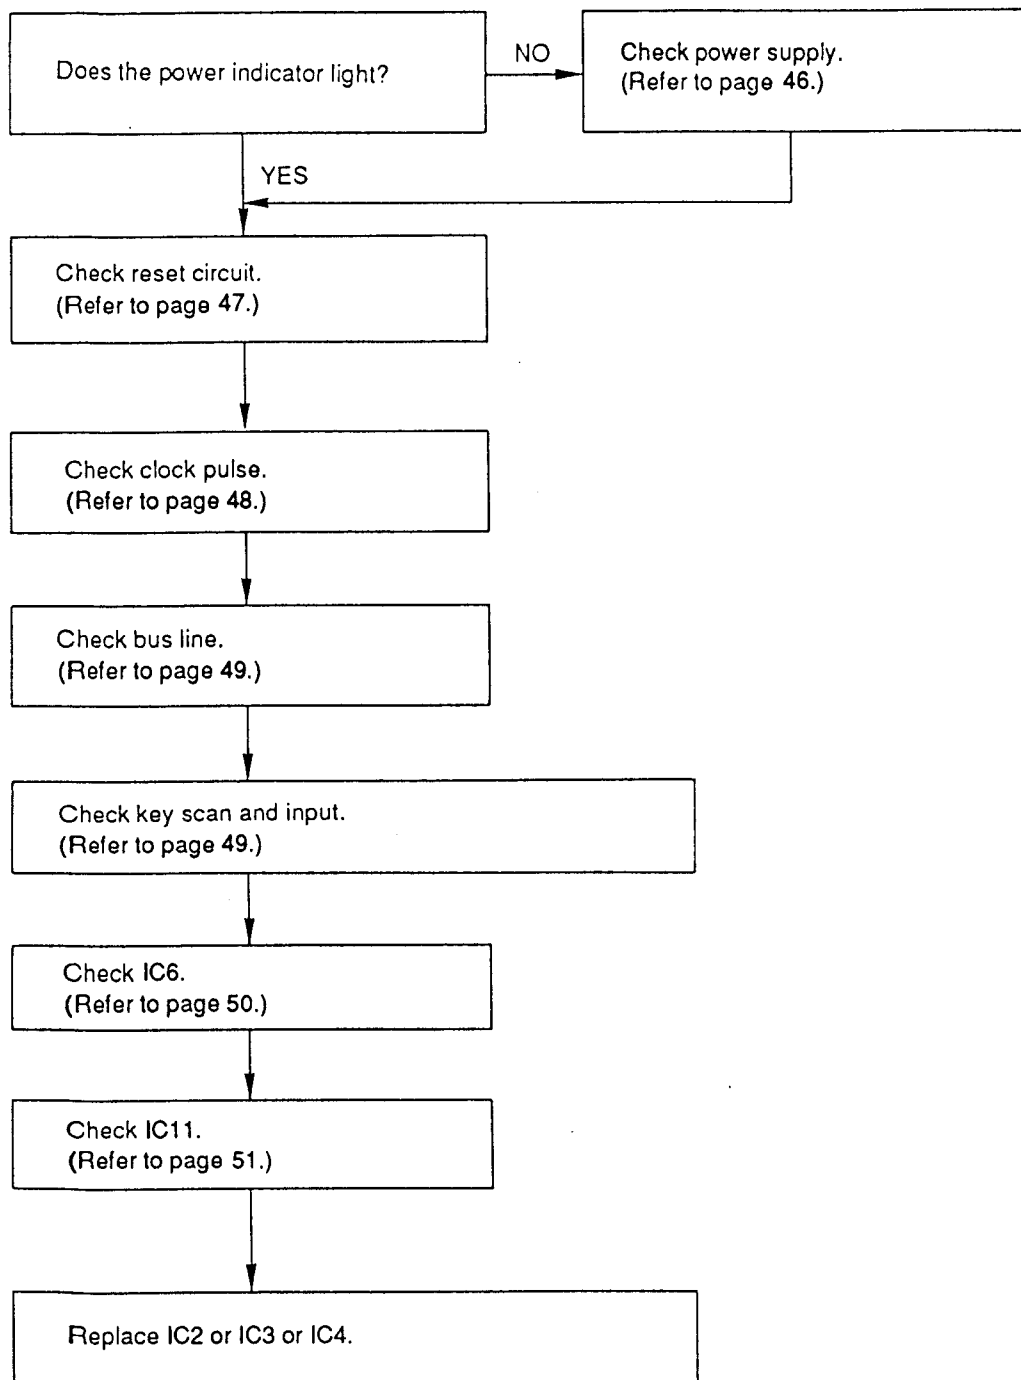 Does the power indicator light?
NO
Check power supply.
(Refer to page 46.)
YES
Check reset circuit.
(Refer to page 47.)
Check clock pulse.
(Refer to page 48.)
Check bus line.
(Refer to page 49.)
Check key scan and input.
(Refer to page 49.)
Check IC6.
(Refer to page 50.)
Check IC11.
(Refer to page 51.)
Replace IC2 or IC3 or IC4.